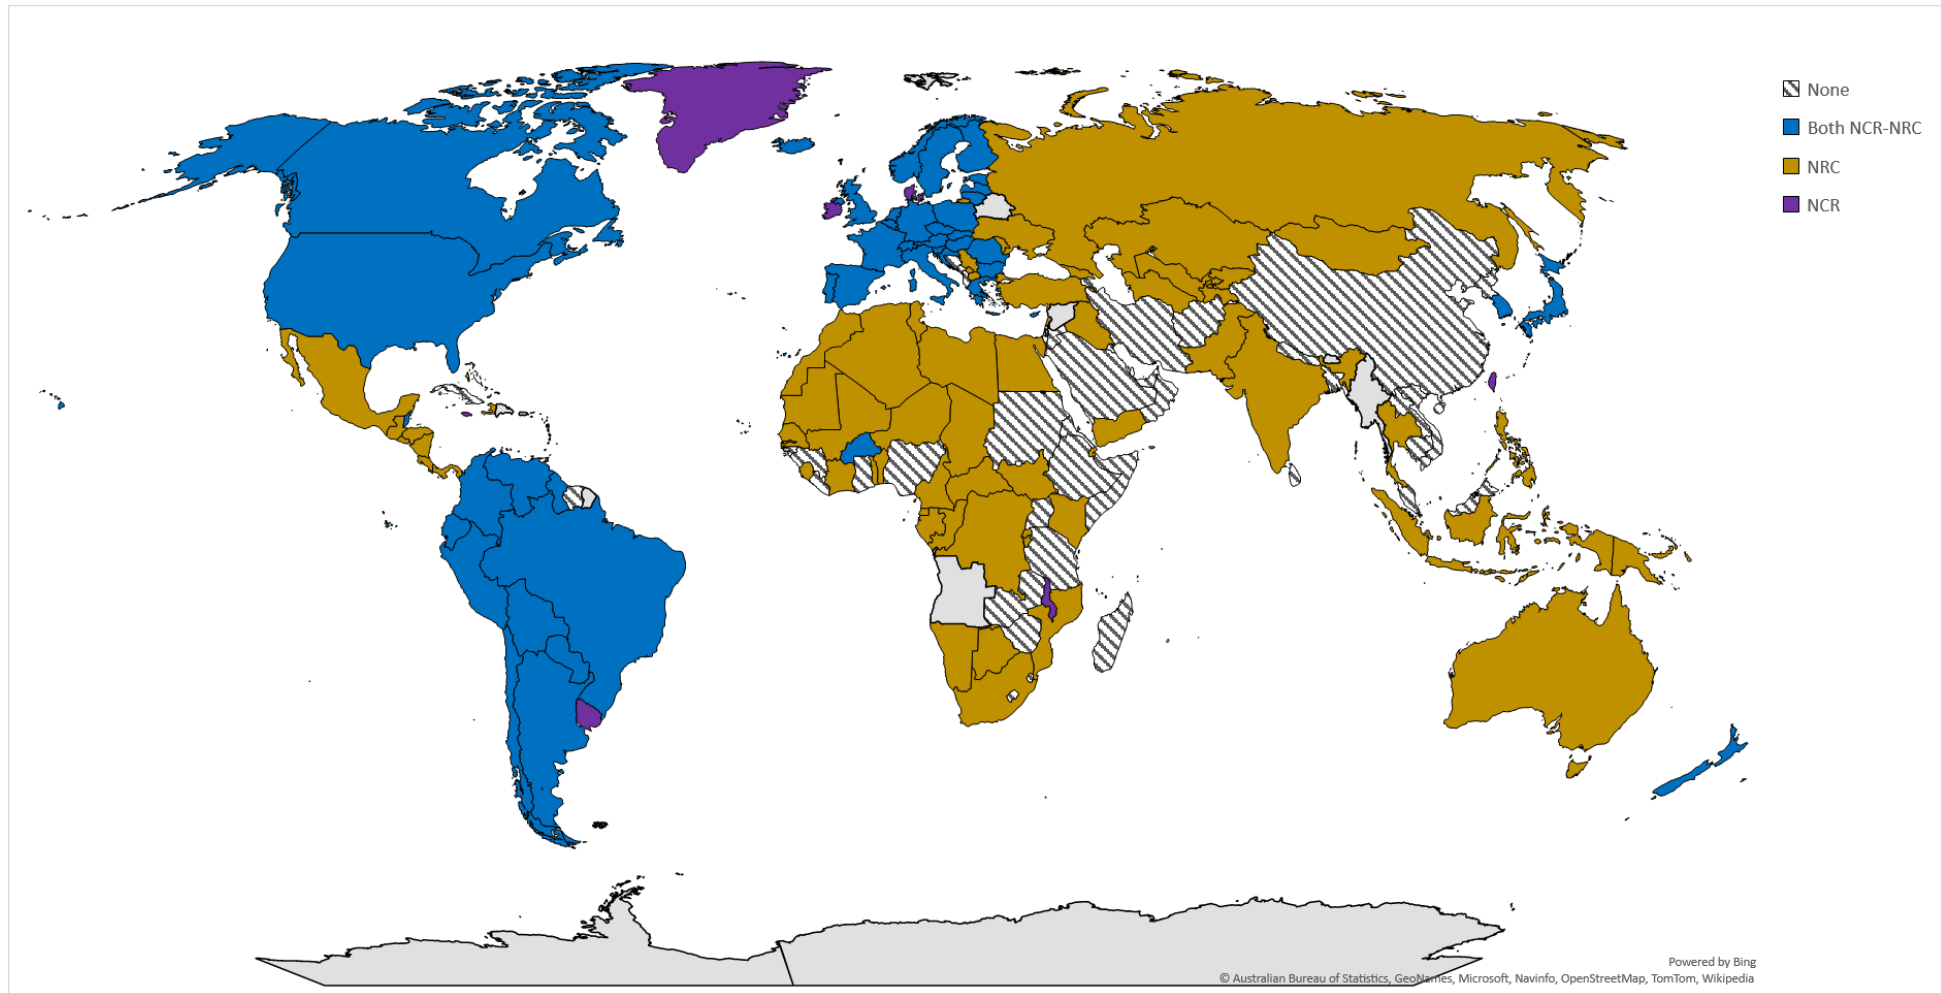 None
Both NCR-NRC
NRC
NCR
Powered by Bing
© Australian Bureau of Statistics, GeoNames, Microsoft, Navinfo, OpenStreetMap, TomTom, Wikipedia